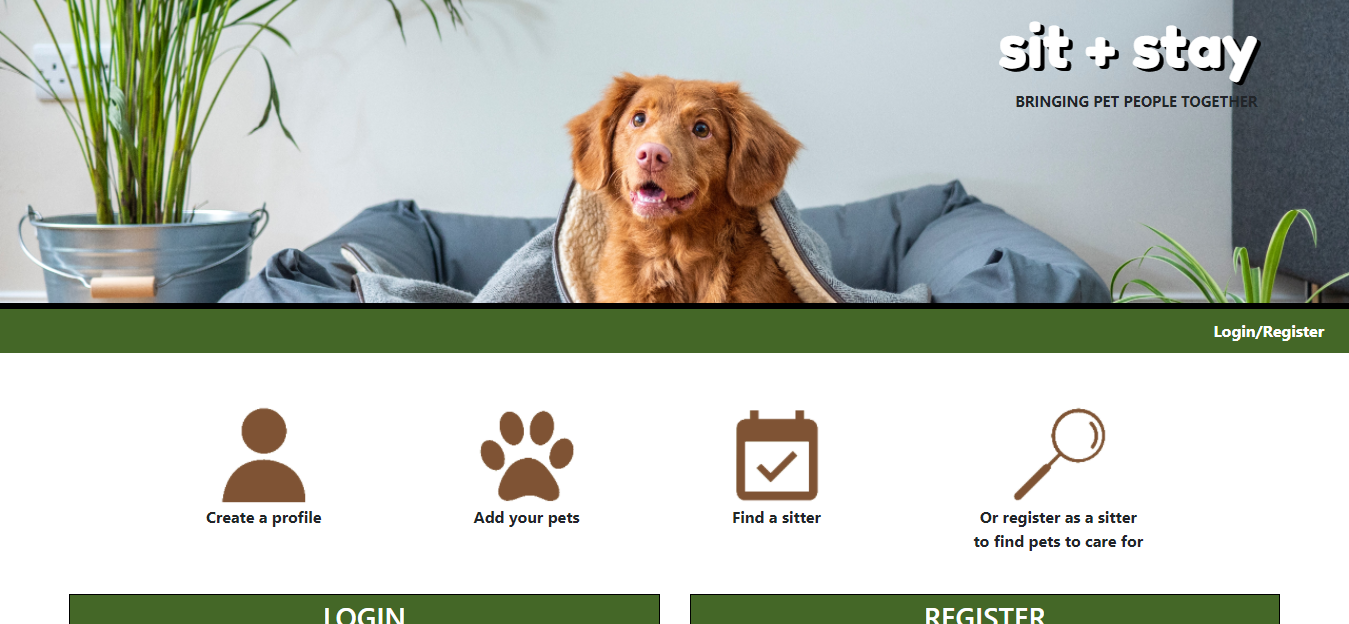 sit + stay
BRINGING PET PEOPLE TOGETHER
Login/Register
Create a profile
Add your pets
Find a sitter
Or register as a sitter
to find pets to care for
LOGIN
REGISTER